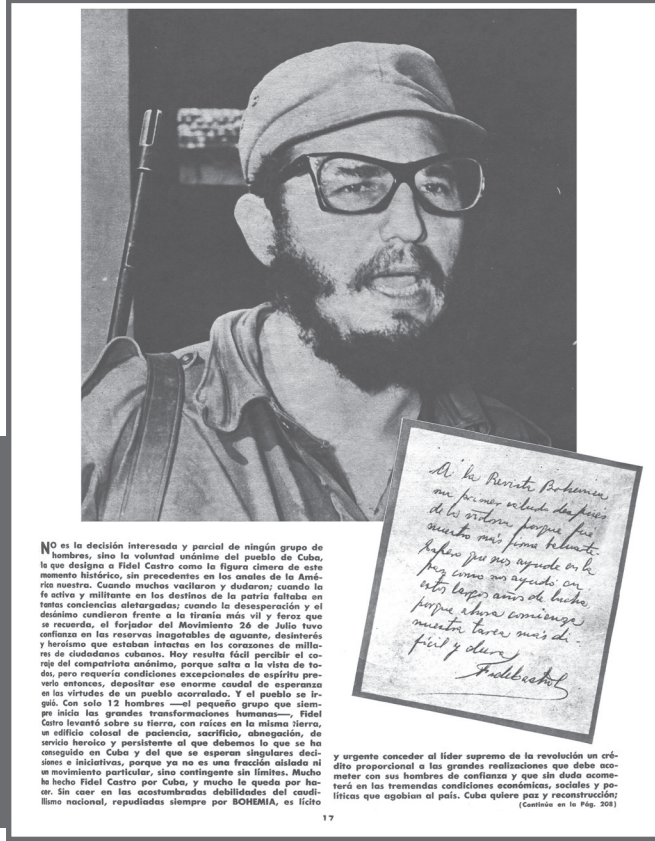 A la Revista Bohemia
mi primer saludo después
de la victoria porque fue
nuestro más firme baluarte.
Espero que nos ayude en la
paz como nos ayudó en
estos largos años de lucha
porque ahora comienza
nuestra tarea más di-
fícil y dura
Fidel Castro
NO es la decisión interesada y parcial de ningún grupo de
hombres, sino la voluntad unánime del pueblo de Cuba,
la que designa a Fidel Castro como la figura cimera de este
momento histórico, sin precedentes en los anales de la Amé-
rica nuestra. Cuando muchos vacilaron y dudaron; cuando la
fe activa y militante en los destinos de la patria faltaba en
tantas conciencias aletargadas; cuando la desesperación y el
desánimo cundieron frente a la tiranía más vil y feroz que
se recuerda, el forjador del Movimiento 26 de Julio tuvo
confianza en las reservas inagotables de aguante, desinterés
y heroísmo que estaban intactas en los corazones de milla-
res de ciudadanos cubanos. Hoy resulta fácil percibir el co-
raje del compatriota anónimo, porque salta a la vista de to-
dos, pero requería condiciones excepcionales de espíritu pre-
verlo entonces, depositar ese enorme caudal de esperanza
en las virtudes de un pueblo acorralado. Y el pueblo se ir-
guió. Con solo 12 hombres —el pequeño grupo que siem-
pre inicia las grandes transformaciones humanas—, Fidel
Castro levantó sobre su tierra, con raíces en la misma tierra,
un edificio colosal de paciencia, sacrificio, abnegación, de
servicio heroico y persistente al que debemos lo que se ha
conseguido en Cuba y del que se esperan singulares deci-
siones e iniciativas, porque ya no es una fracción aislada ni
un movimiento particular, sino contingente sin límites. Mucho
ha hecho Fidel Castro por Cuba, y mucho le queda por ha-
cer. Sin caer en las acostumbradas debilidades del caudi-
llismo nacional, repudiadas siempre por BOHEMIA, es lícito
y urgente conceder al líder supremo de la revolución un cré-
dito proporcional a las grandes realizaciones que debe aco-
meter con sus hombres de confianza y que sin duda acome-
terá en las tremendas condiciones económicas, sociales y po-
líticas que agobian al país. Cuba quiere paz y reconstrucción;
(Continúa en la Pág. 208)
17